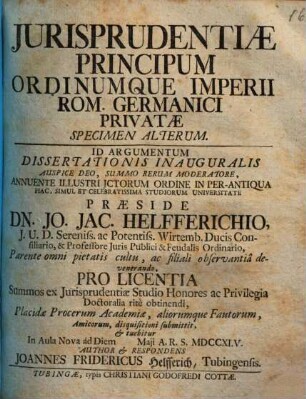 16
JURISPRUDENTIÆ
PRINCIPUM
ORDINUMQUE IMPERII
ROM. GERMANICI
PRIVATÆ
SPECIMEN ALTERUM.
ID ARGUMENTUM
DISSERTATIONIS INAUGURALIS
AUSPICE DEO, SUMMO RERUM MODERATORE,
ANNUENTE ILLUSTRI JCTORUM ORDINE IN PER-ANTIQUA
HAC, SIMUL ET CELEBRATISSIMA STUDIORUM UNIVERSITATE
PRÆSIDE
DN. JO. JAC. HELFFERICHIO,
J. U. D. Sereniss. ac Potentiss. Wirtemb. Ducis Con-
siliario, & Professore Juris Publici & Feudalis Ordinario,
Parente omni pietatis cultu, ac filiali observantiâ de-
venerando,
PRO LICENTIA
Summos ex Jurisprudentiæ Studio Honores ac Privilegia
Doctoralia ritè obtinendi,
Placidæ Procerum Academiæ, aliorumque Fautorum,
Amicorum, disquisitioni submittit,
& tuebitur
In Aula Nova ad Diem Maji A. R. S. MDCCXLV.
AUTHOR & RESPONDENS
JOANNES FRIDERICUS Helfferich, Tubingensis.
TUBINGÆ, typis CHRISTIANI GODOFREDI COTTÆ.